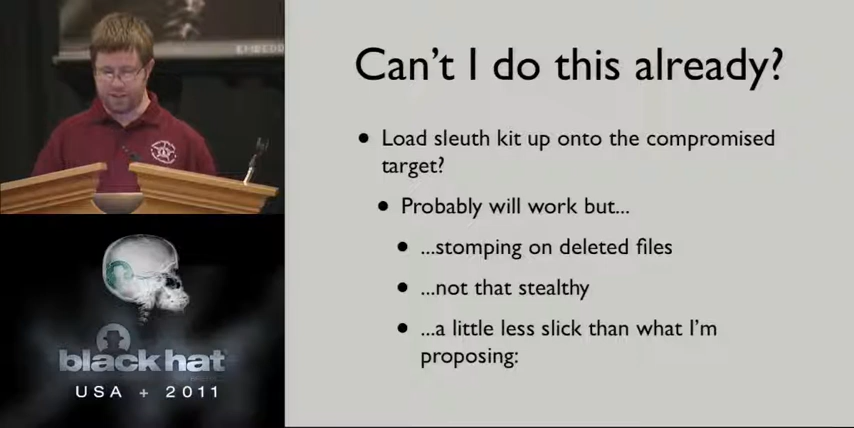 EMBEDD
Can't I do this already?
• Load sleuth kit up onto the compromised
target?
• Probably will work but...
• ...stomping on deleted files
• ...not that stealthy
• ...a little less slick than what I'm
proposing:
black hat
USA + 2011